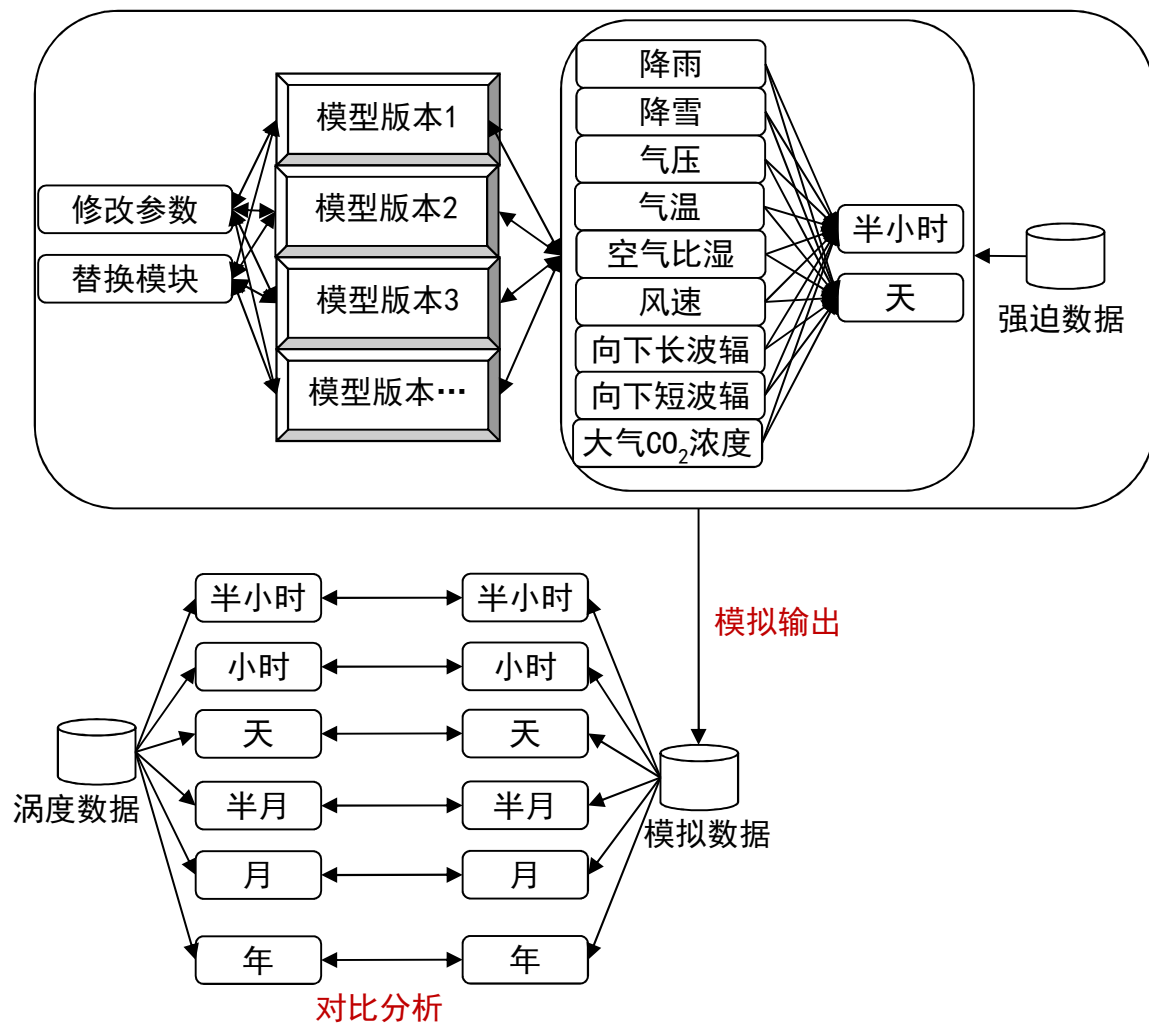 修改参数
替换模块
模型版本1
模型版本2
模型版本3
模型版本…
降雨
降雪
气压
气温
空气比湿
风速
向下长波辐
向下短波辐
大气CO₂浓度
半小时
天
强迫数据
模拟输出
涡度数据
半小时
小时
天
半月
月
年
半小时
小时
天
半月
月
年
模拟数据
对比分析